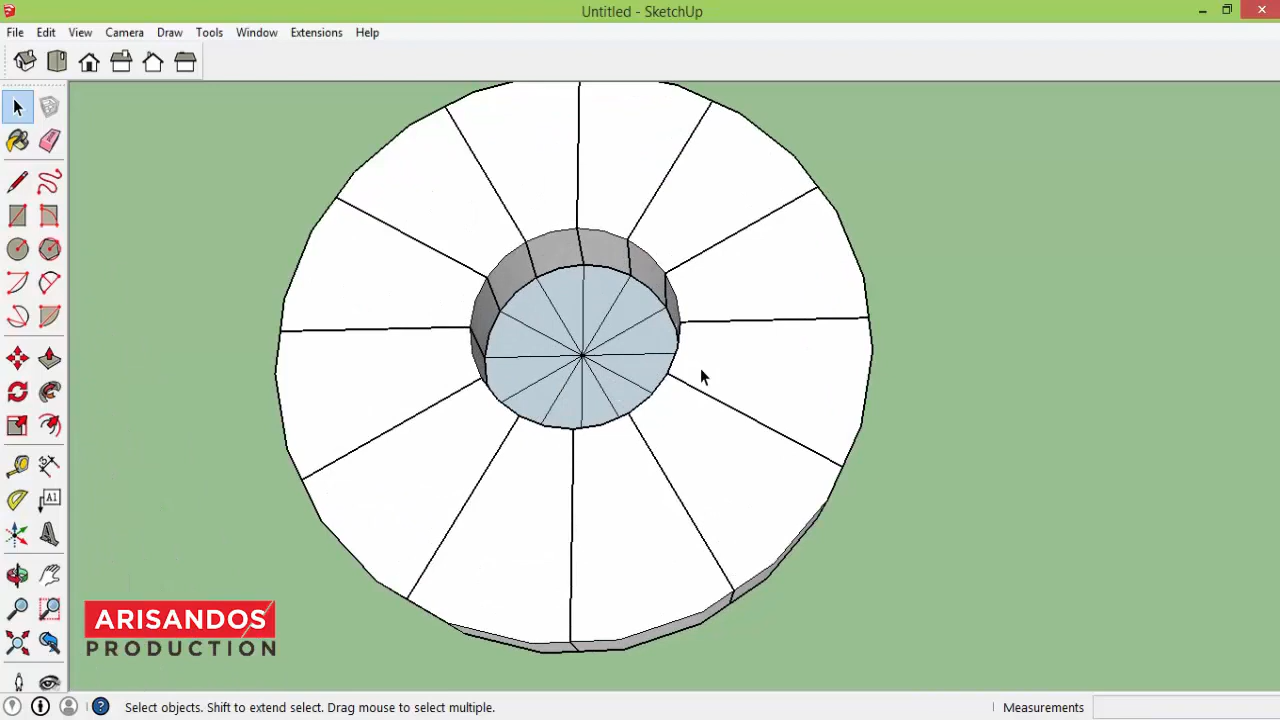 Untitled - SketchUp
File Edit View Camera Draw Tools Window Extensions Help
A1
ARISANDOS
PRODUCTION
Select objects. Shift to extend select. Drag mouse to select multiple.
Measurements